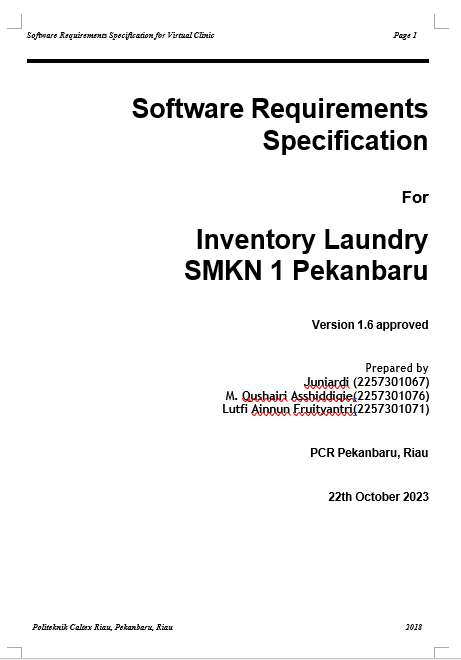 Software Requirements Specification for Virtual Clinic Page 1
Software Requirements
Specification
For
Inventory Laundry
SMKN 1 Pekanbaru
Version 1.6 approved
Prepared by
Juniardi (2257301067)
M. Qushairi Asshiddiqie(2257301076)
Lutfi Ainnun Fruityantri(2257301071)
PCR Pekanbaru, Riau
22th October 2023
Politeknik Caltex Riau, Pekanbaru, Riau 2018